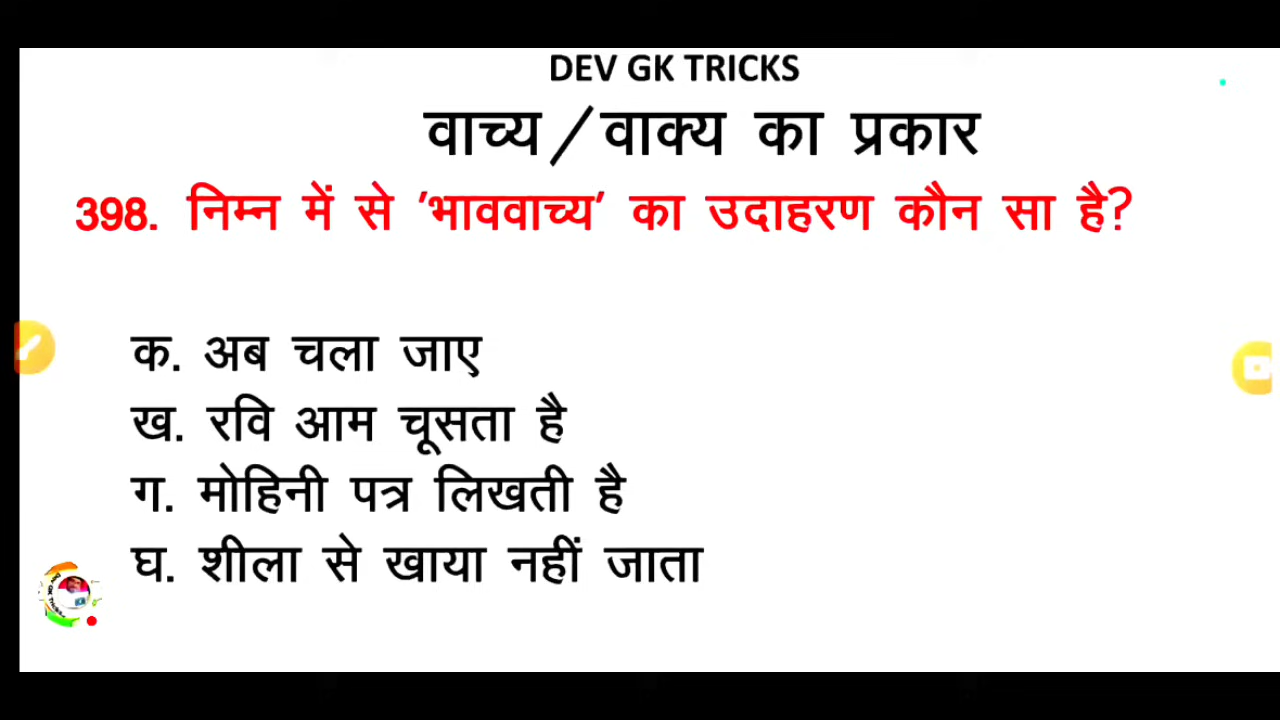 DEV GK TRICKS
वाच्य/वाक्य का प्रकार
398. निम्न में से 'भाववाच्य' का उदाहरण कौन सा है?
क. अब चला जाए
ख. रवि आम चूसता है
ग. मोहिनी पत्र लिखती है
घ. शीला से खाया नहीं जाता